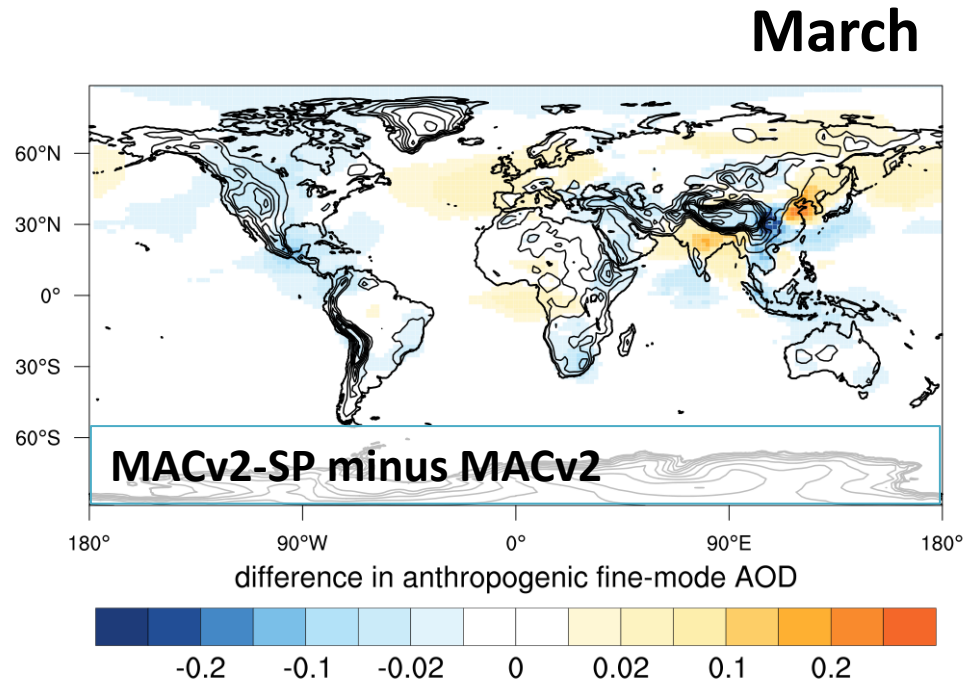 March
60°N
30°N
0°
30°S
60°S
MACv2-SP minus MACv2
180° 90°W 0° 90°E 180°
difference in anthropogenic fine-mode AOD
-0.2 -0.1 -0.02 0 0.02 0.1 0.2